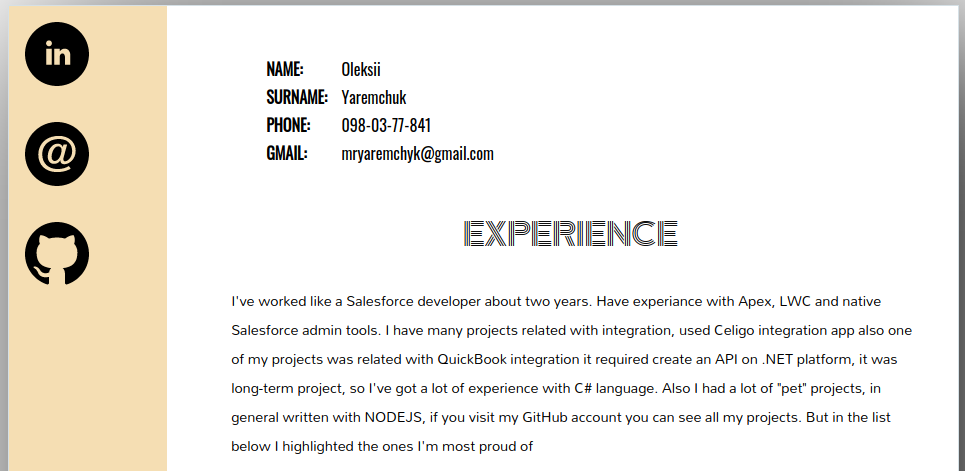 in
@
NAME: Oleksii
SURNAME: Yaremchuk
PHONE: 098-03-77-841
GMAIL: mryaremchyk@gmail.com
EXPERIENCE
I've worked like a Salesforce developer about two years. Have experiance with Apex, LWC and native
Salesforce admin tools. I have many projects related with integration, used Celigo integration app also one
of my projects was related with QuickBook integration it required create an API on .NET platform, it was
long-term project, so I've got a lot of experience with C# language. Also I had a lot of "pet" projects, in
general written with NODEJS, if you visit my GitHub account you can see all my projects. But in the list
below I highlighted the ones I'm most proud of